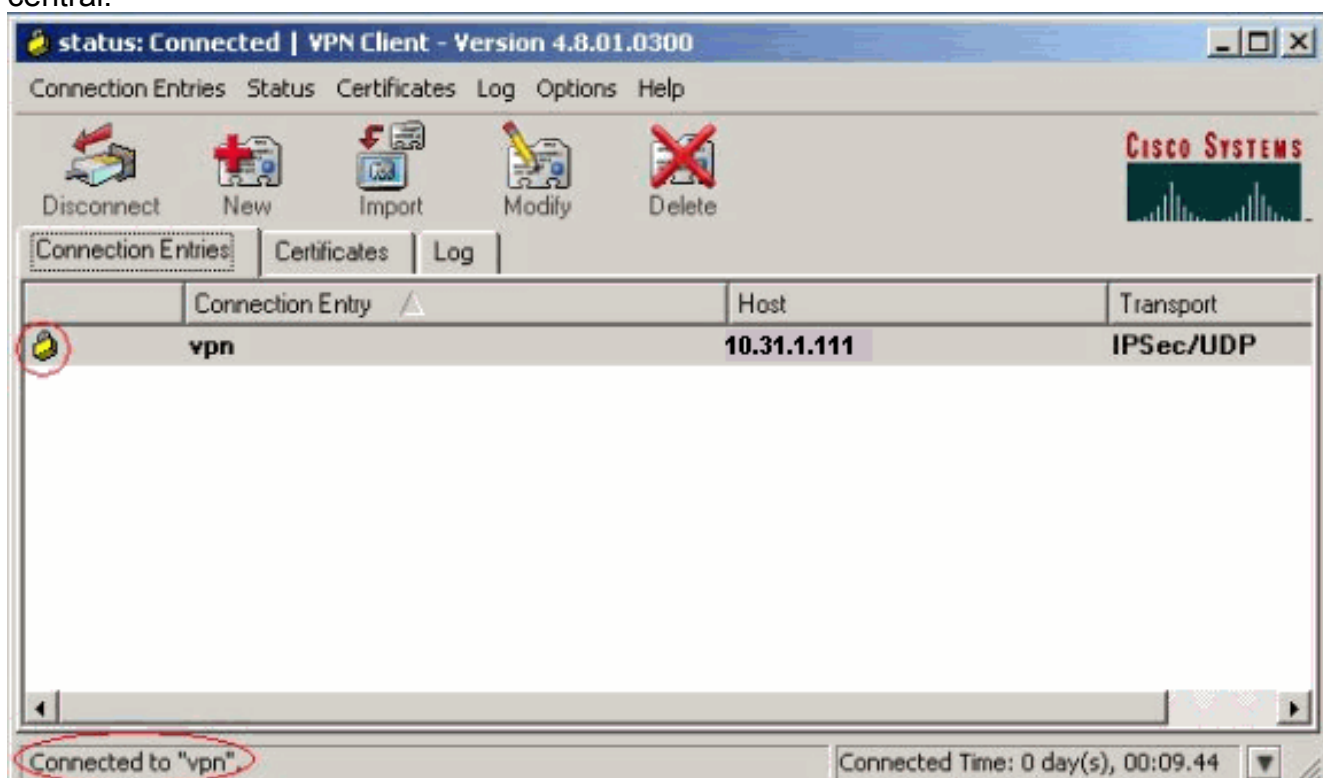 central.
status: Connected | VPN Client - Version 4.8.01.0300
Connection Entries Status Certificates Log Options Help
Disconnect New Import Modify Delete
CISCO SYSTEMS
Connection Entries Certificates Log
Connection Entry Host Transport
vpn 10.31.1.111 IPSec/UDP
Connected to "vpn". Connected Time: 0 day(s), 00:09.44